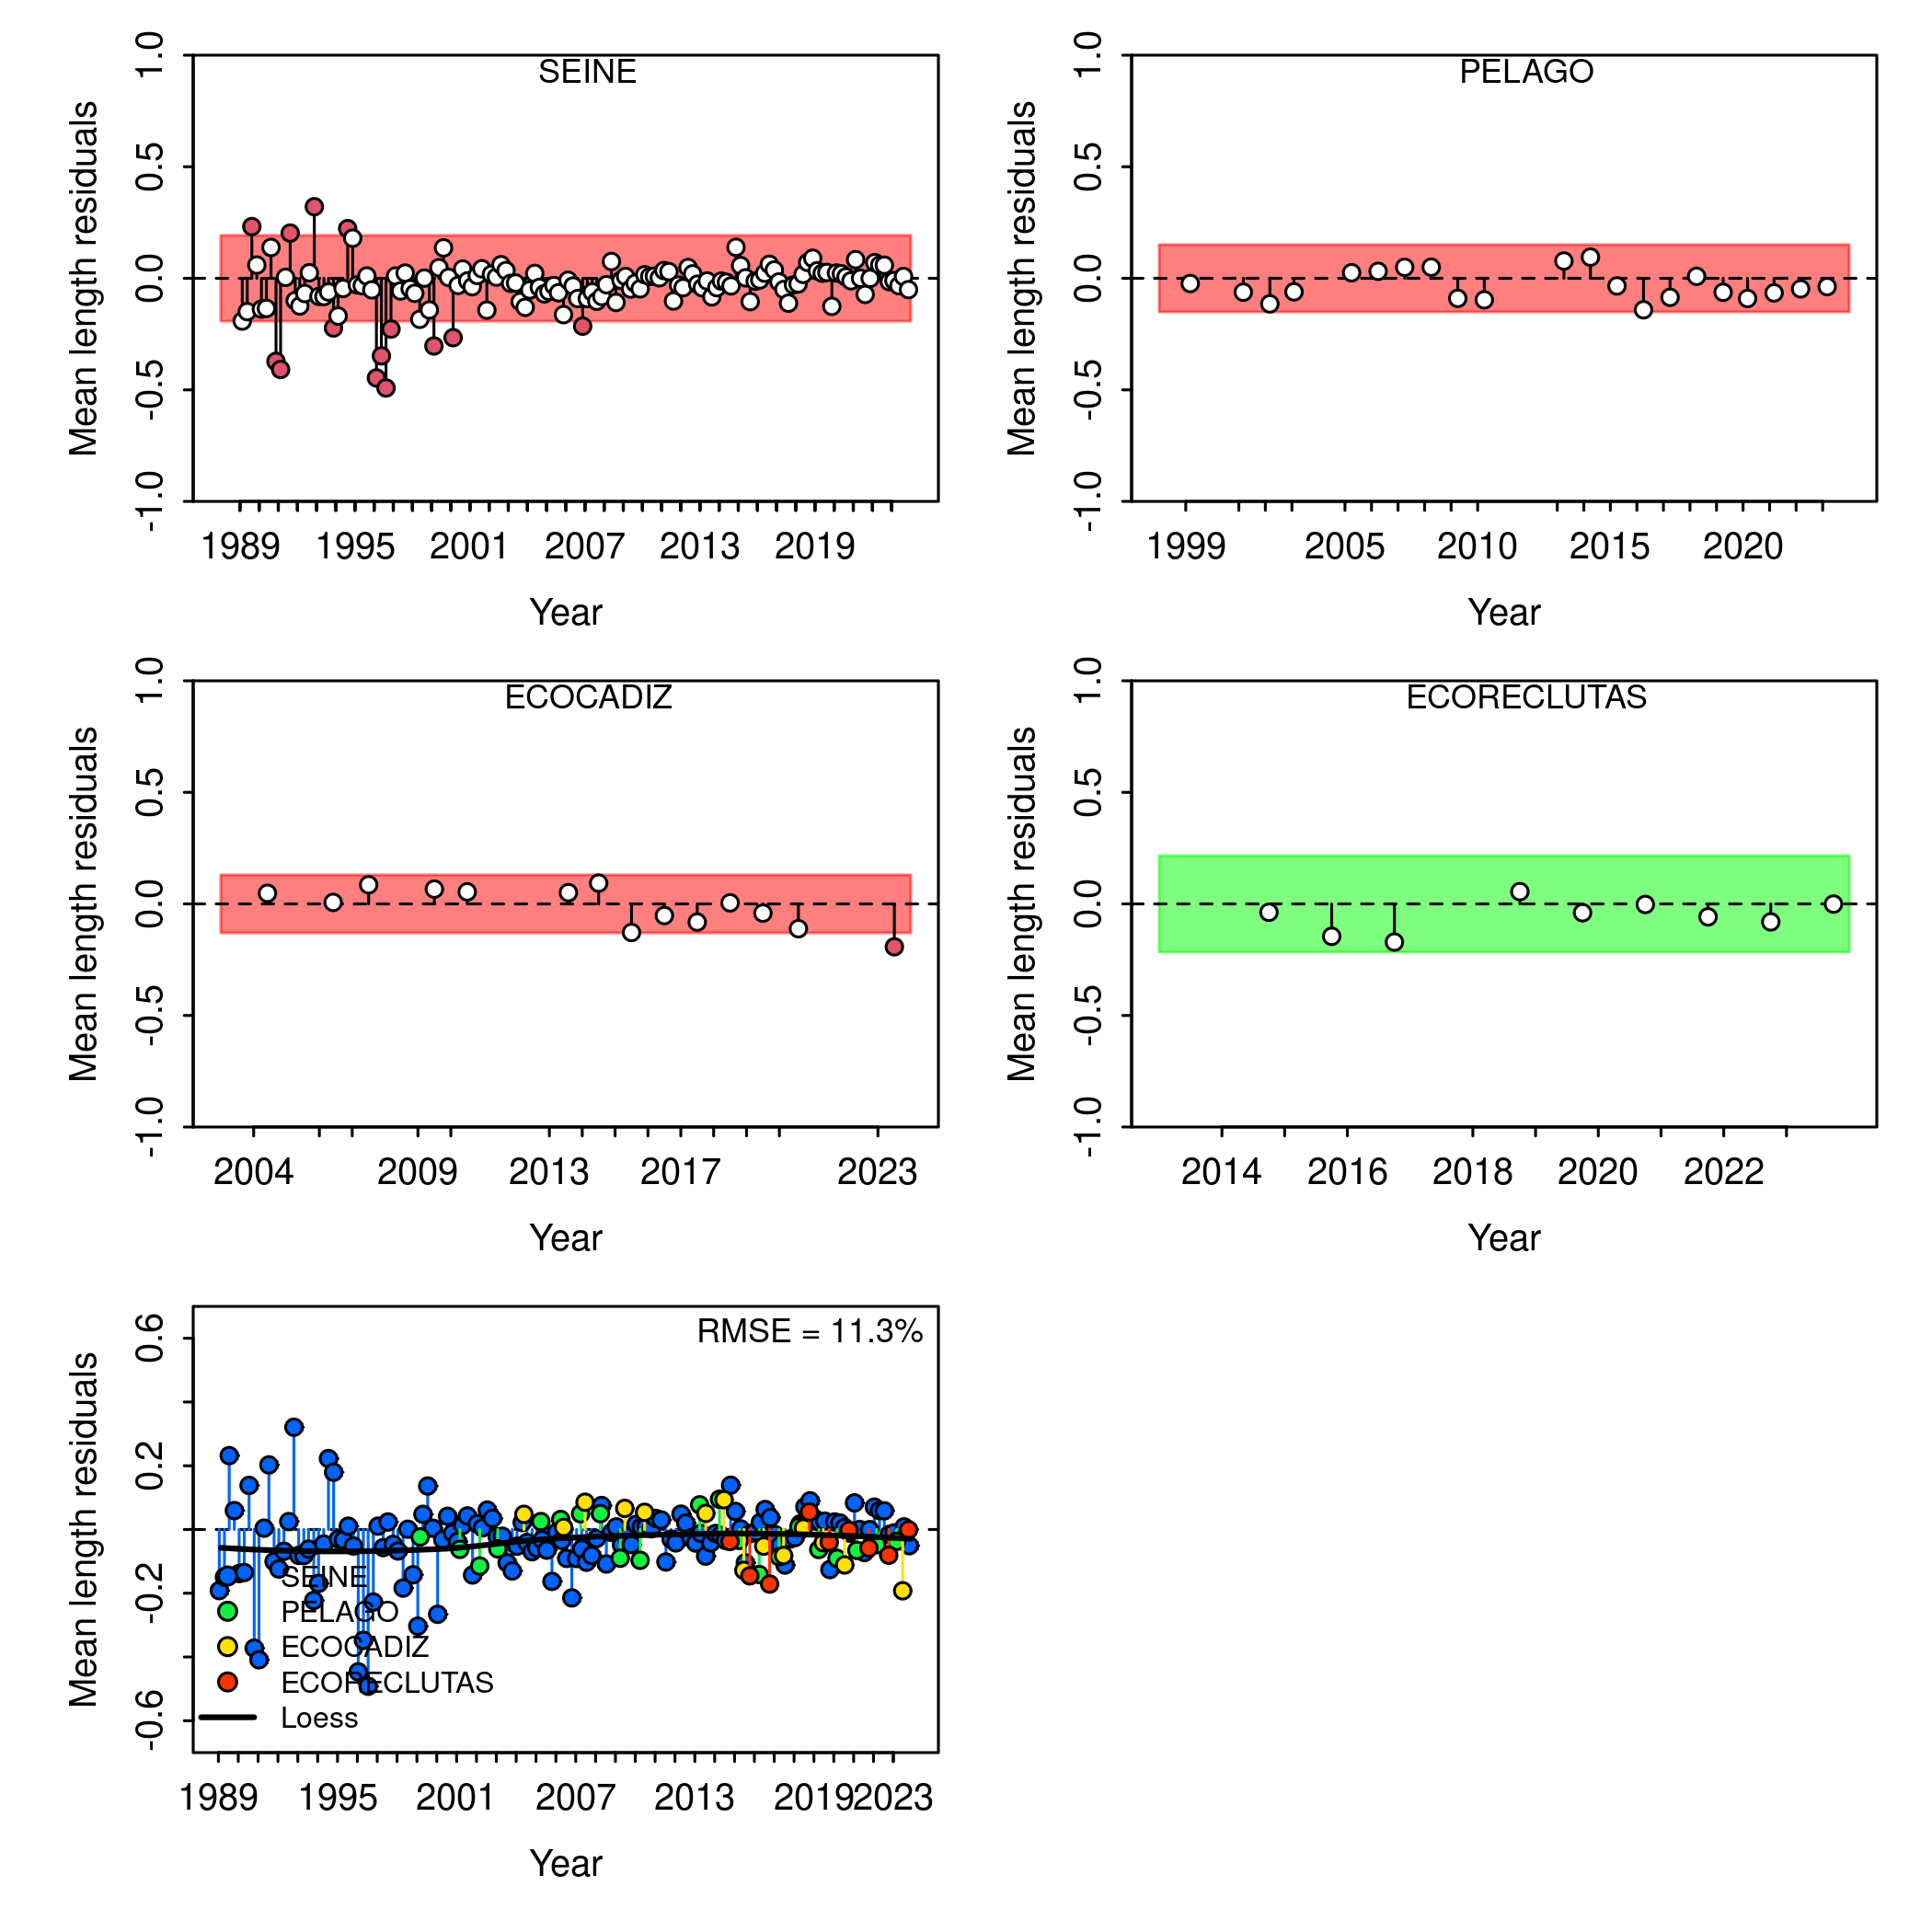 SEINE
Mean length residuals
1.0
0.5
0.0
-0.5
-1.0
1989 1995 2001 2007 2013 2019
Year
PELAGO
Mean length residuals
1.0
0.5
0.0
-0.5
-1.0
1999 2005 2010 2015 2020
Year
ECOCADIZ
Mean length residuals
1.0
0.5
0.0
-0.5
-1.0
2004 2009 2013 2017 2023
Year
ECORECLUTAS
Mean length residuals
1.0
0.5
0.0
-0.5
-1.0
2014 2016 2018 2020 2022
Year
RMSE = 11.3%
Mean length residuals
0.6
0.2
-0.2
-0.6
SEINE
PELAGO
ECOCADIZ
ECORECLUTAS
Loess
1989 1995 2001 2007 2013 2019 2023
Year